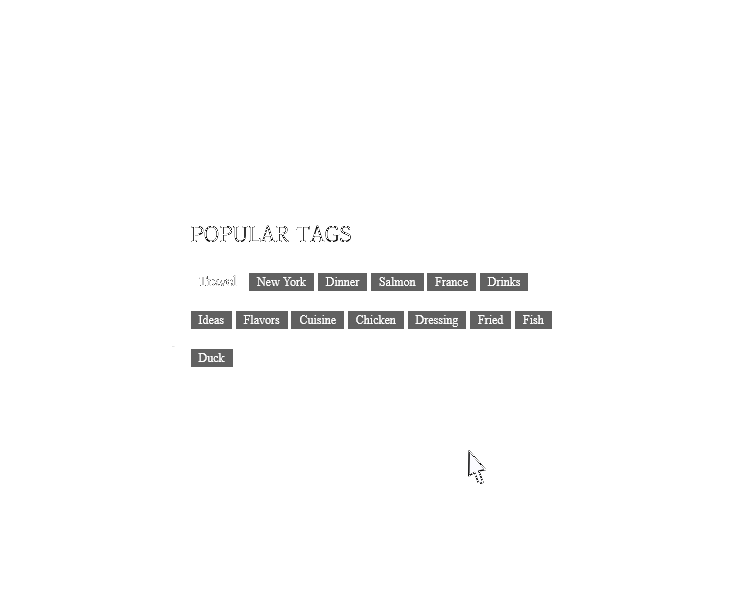 POPULAR TAGS
Travel New York Dinner Salmon France Drinks
Ideas Flavors Cuisine Chicken Dressing Fried Fish
Duck